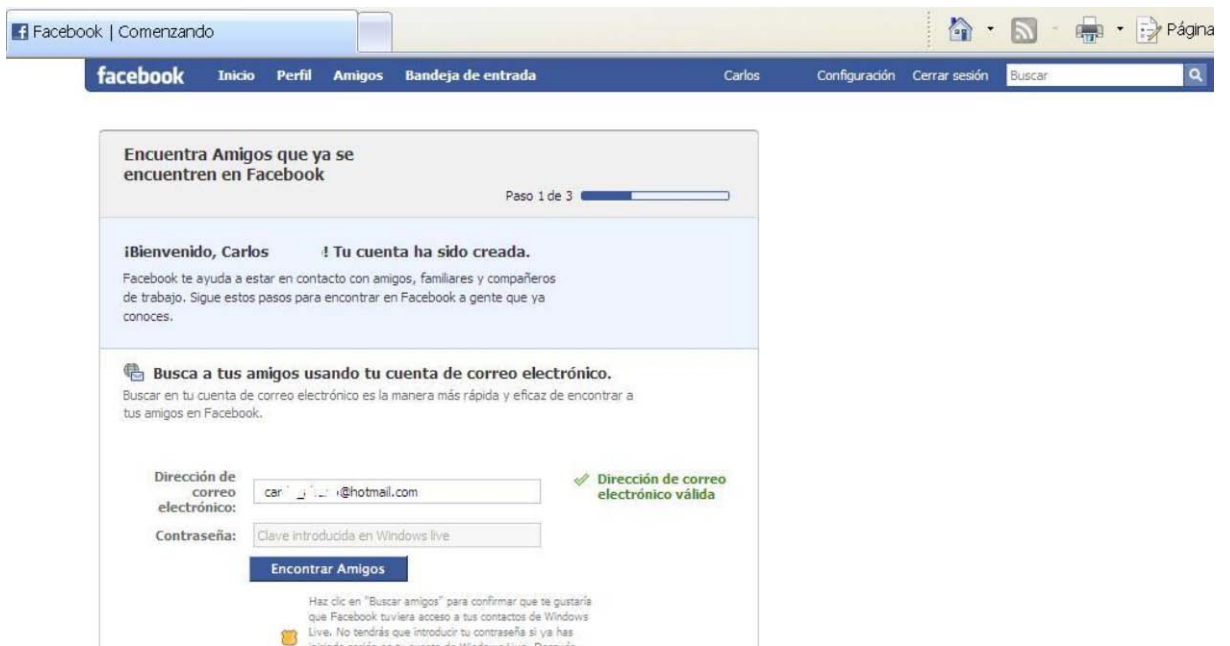 Facebook | Comenzando
Página
facebook Inicio Perfil Amigos Bandeja de entrada Carlos Configuración Cerrar sesión Buscar
Encuentra Amigos que ya se
encuentren en Facebook
Paso 1 de 3
¡Bienvenido, Carlos ! Tu cuenta ha sido creada.
Facebook te ayuda a estar en contacto con amigos, familiares y compañeros
de trabajo. Sigue estos pasos para encontrar en Facebook a gente que ya
conoces.
Busca a tus amigos usando tu cuenta de correo electrónico.
Buscar en tu cuenta de correo electrónico es la manera más rápida y eficaz de encontrar a
tus amigos en Facebook.
Dirección de
correo
electrónico:
@hotmail.com
Dirección de correo
electrónico válida
Contraseña:
Clave introducida en Windows live
Encontrar Amigos
Haz clic en "Buscar amigos" para confirmar que te gustaría
que Facebook tuviera acceso a tus contactos de Windows
Live. No tendrás que introducir tu contraseña si ya has